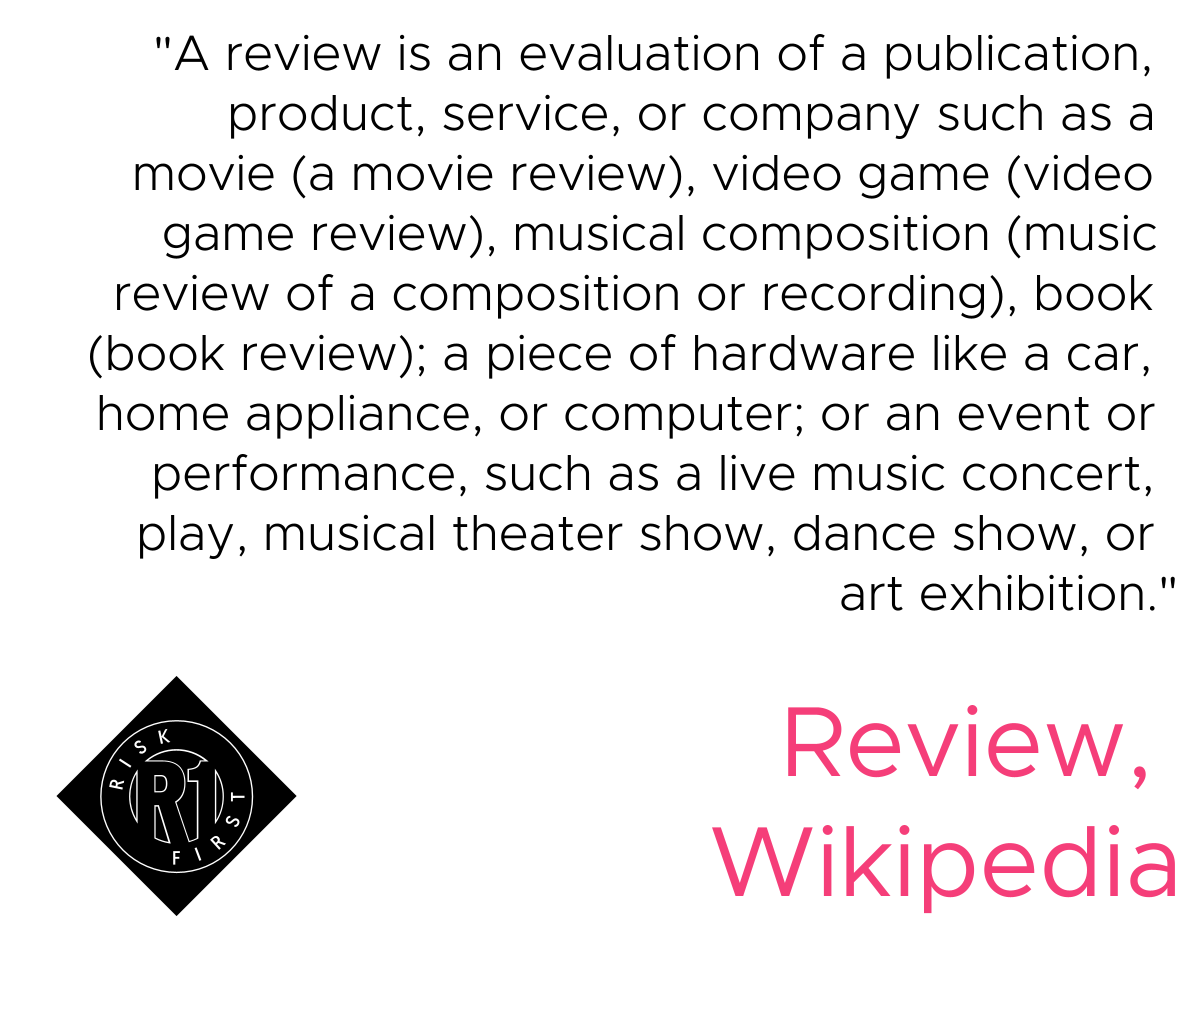 "A review is an evaluation of a publication,
product, service, or company such as a
movie (a movie review), video game (video
game review), musical composition (music
review of a composition or recording), book
(book review); a piece of hardware like a car,
home appliance, or computer; or an event or
performance, such as a live music concert,
play, musical theater show, dance show, or
art exhibition."
RISK
R1
FIRST
Review,
Wikipedia